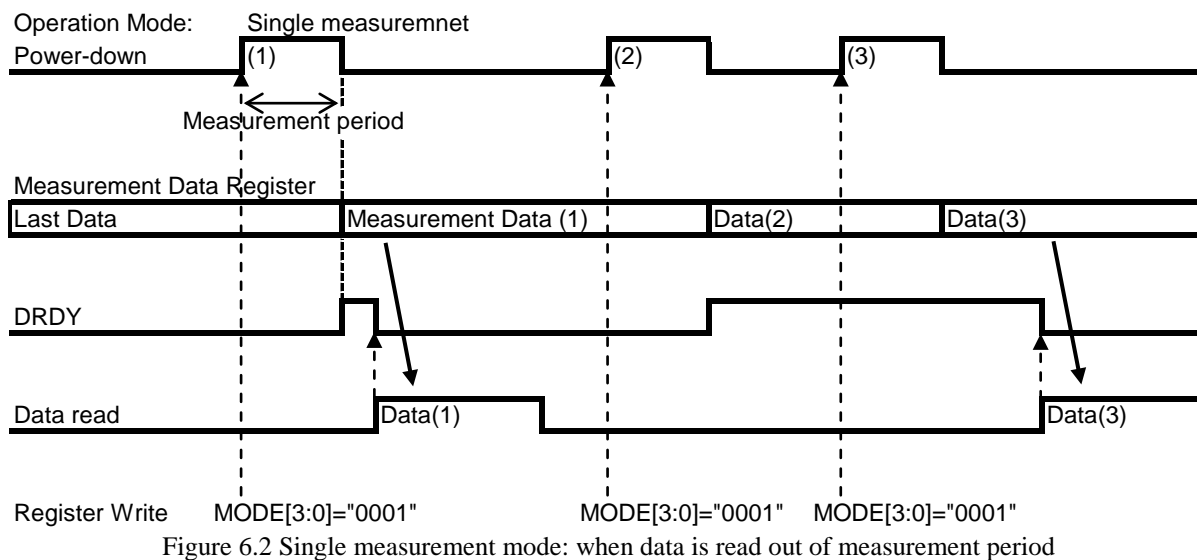 Operation Mode: Single measuremnet
Power-down (1) (2) (3)
Measurement period
Measurement Data Register
Last Data Measurement Data (1) Data(2) Data(3)
DRDY
Data read Data(1) Data(3)
Register Write MODE[3:0]="0001" MODE[3:0]="0001" MODE[3:0]="0001"
Figure 6.2 Single measurement mode: when data is read out of measurement period